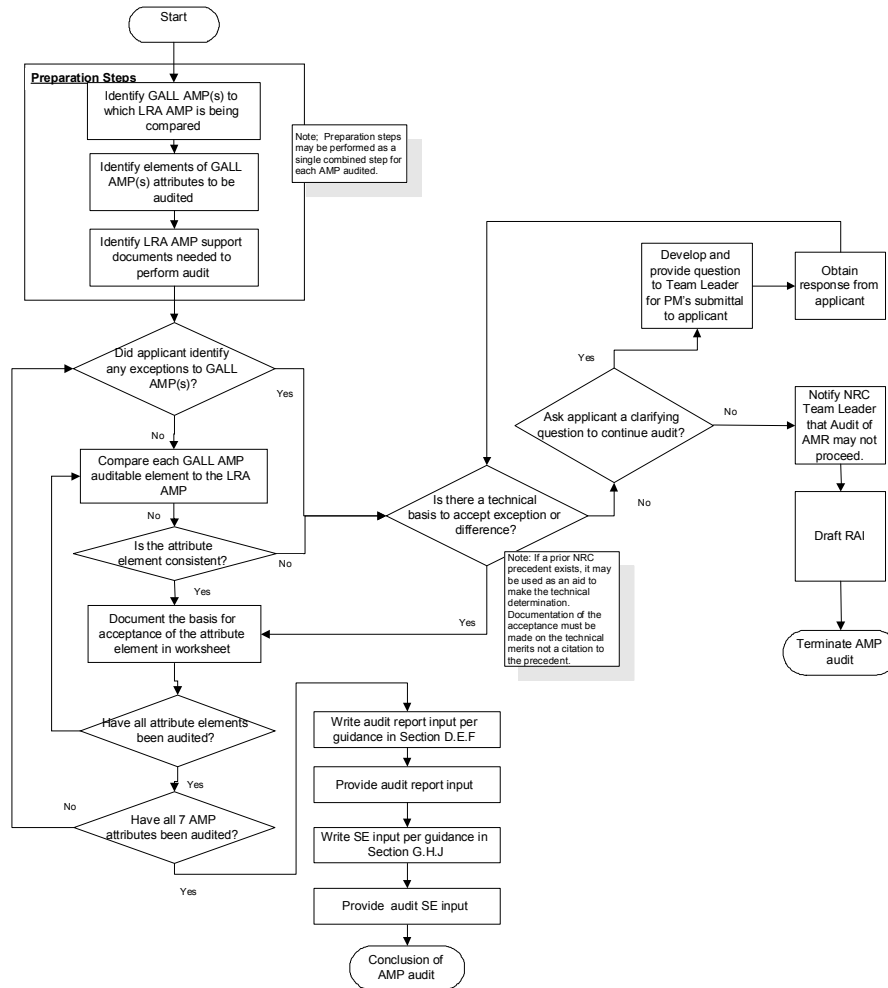 Start
Preparation Steps
Identify GALL AMP(s) to
which LRA AMP is being
compared
Note; Preparation steps
may be performed as a
single combined step for
each AMP audited.
Identify elements of GALL
AMP(s) attributes to be
audited
Identify LRA AMP support
documents needed to
perform audit
Develop and
provide question
to Team Leader
for PM's submittal
to applicant
Obtain
response from
applicant
Did applicant identify
any exceptions to GALL
AMP(s)?
Yes
No
Yes
Ask applicant a clarifying
question to continue audit?
No
No
Notify NRC
Team Leader
that Audit of
AMR may not
proceed.
Compare each GALL AMP
auditable element to the LRA
AMP
No
Is the attribute
element consistent?
No
Yes
Is there a technical
basis to accept exception or
difference?
Yes
Note: If a prior NRC
precedent exists, it may
be used as an aid to
make the technical
determination.
Documentation of the
acceptance must be
made on the technical
merits not a citation to
the precedent.
Draft RAI
Terminate AMP
audit
Document the basis for
acceptance of the attribute
element in worksheet
Have all attribute elements
been audited?
Yes
No
Have all 7 AMP
attributes been audited?
Yes
Write audit report input per
guidance in Section D.E.F
Provide audit report input
Write SE input per guidance in
Section G.H.J
Provide audit SE input
Conclusion of
AMP audit